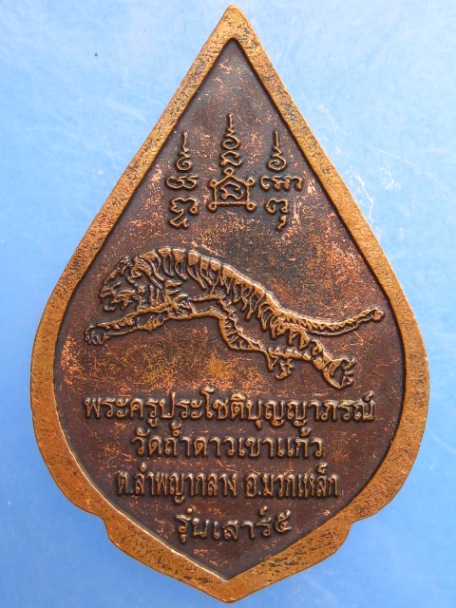 พระครูประโชติบุญญาภรณ์
วัดถ้ำดาวเขาแก้ว
ต.ลำพญากลาง อ.มวกเหล็ก
รุ่นเสาร์๕